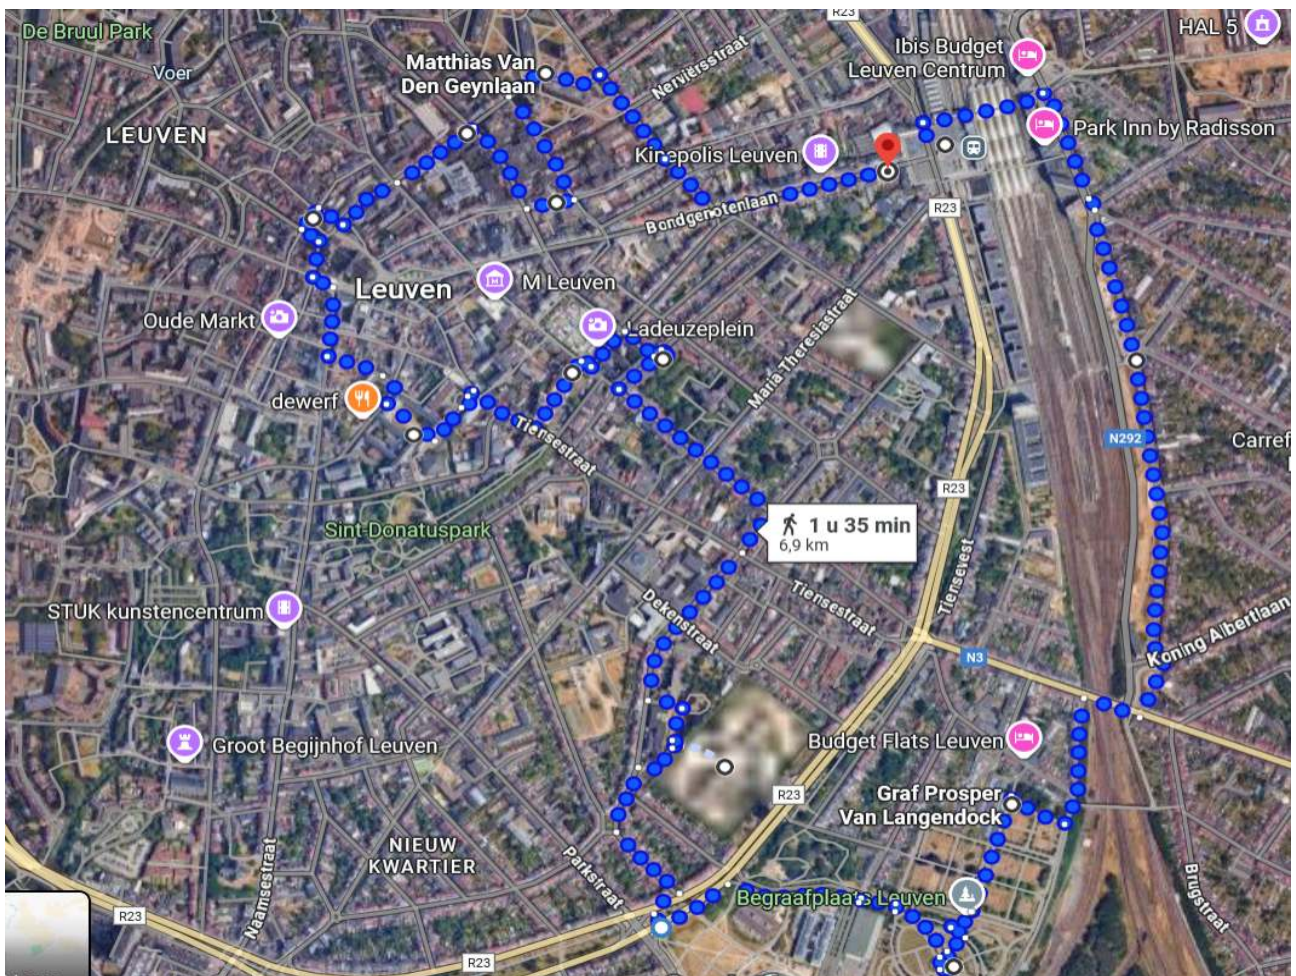 R23
De Bruul Park
HAL 5
Ibis Budget
Leuven Centrum
Matthias Van
Den Geynlaan
Voer
Nerviërsstraat
LEUVEN
Park Inn by Radisson
Kinepolis Leuven
Bondgenotenlaan
R23
M Leuven
Leuven
Oude Markt
Ladeuzeplein
Maria Theresiastraat
dewerf
Tiensestraat
N292
Carref
R23
Sint-Donatuspark
1 u 35 min
6,9 km
STUK kunstencentrum
Dekenstraat
Tiensestraat
Tiensevest
Koning Albertlaan
N3
Groot Begijnhof Leuven
Budget Flats Leuven
R23
Graf Prosper
Van Langendock
NIEUW
KWARTIER
Parkstraat
Naamsestraat
Begraafplaats Leuven
Brugstraat
R23
R23